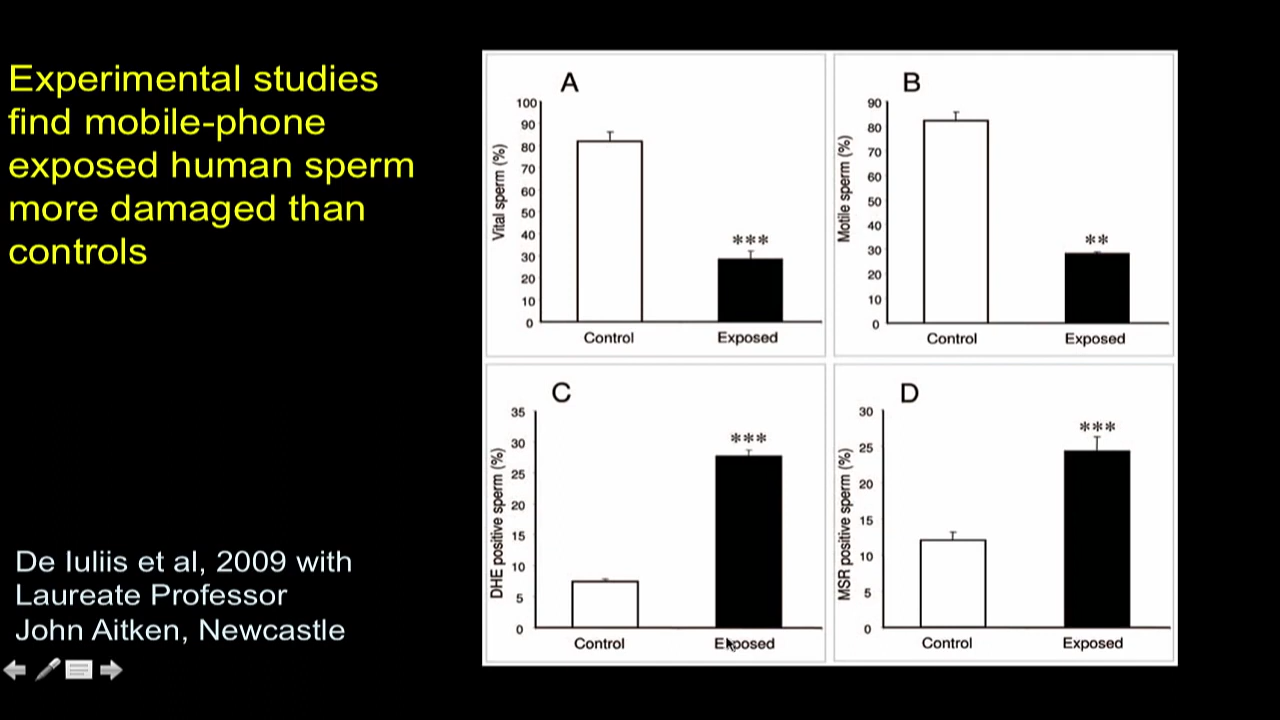 Experimental studies
find mobile-phone
exposed human sperm
more damaged than
controls
De Iuliis et al, 2009 with
Laureate Professor
John Aitken, Newcastle
A
Vital sperm (%)
100
90
80
70
60
50
40
30
20
10
0
***
Control
Exposed
B
Motile sperm (%)
90
80
70
60
50
40
30
20
10
0
**
Control
Exposed
C
DHE positive sperm (%)
35
30
25
20
15
10
5
0
***
Control
Exposed
D
MSR positive sperm (%)
30
25
20
15
10
5
0
***
Control
Exposed